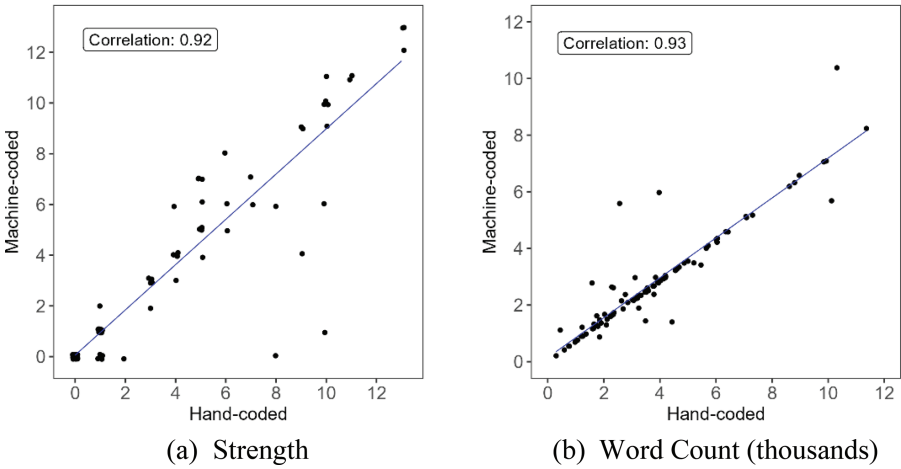 Correlation: 0.92
12
10
8
6
4
2
0
Machine-coded
0 2 4 6 8 10 12
Hand-coded
(a) Strength
Correlation: 0.93
12
10
8
6
4
2
0
Machine-coded
0 2 4 6 8 10 12
Hand-coded
(b) Word Count (thousands)